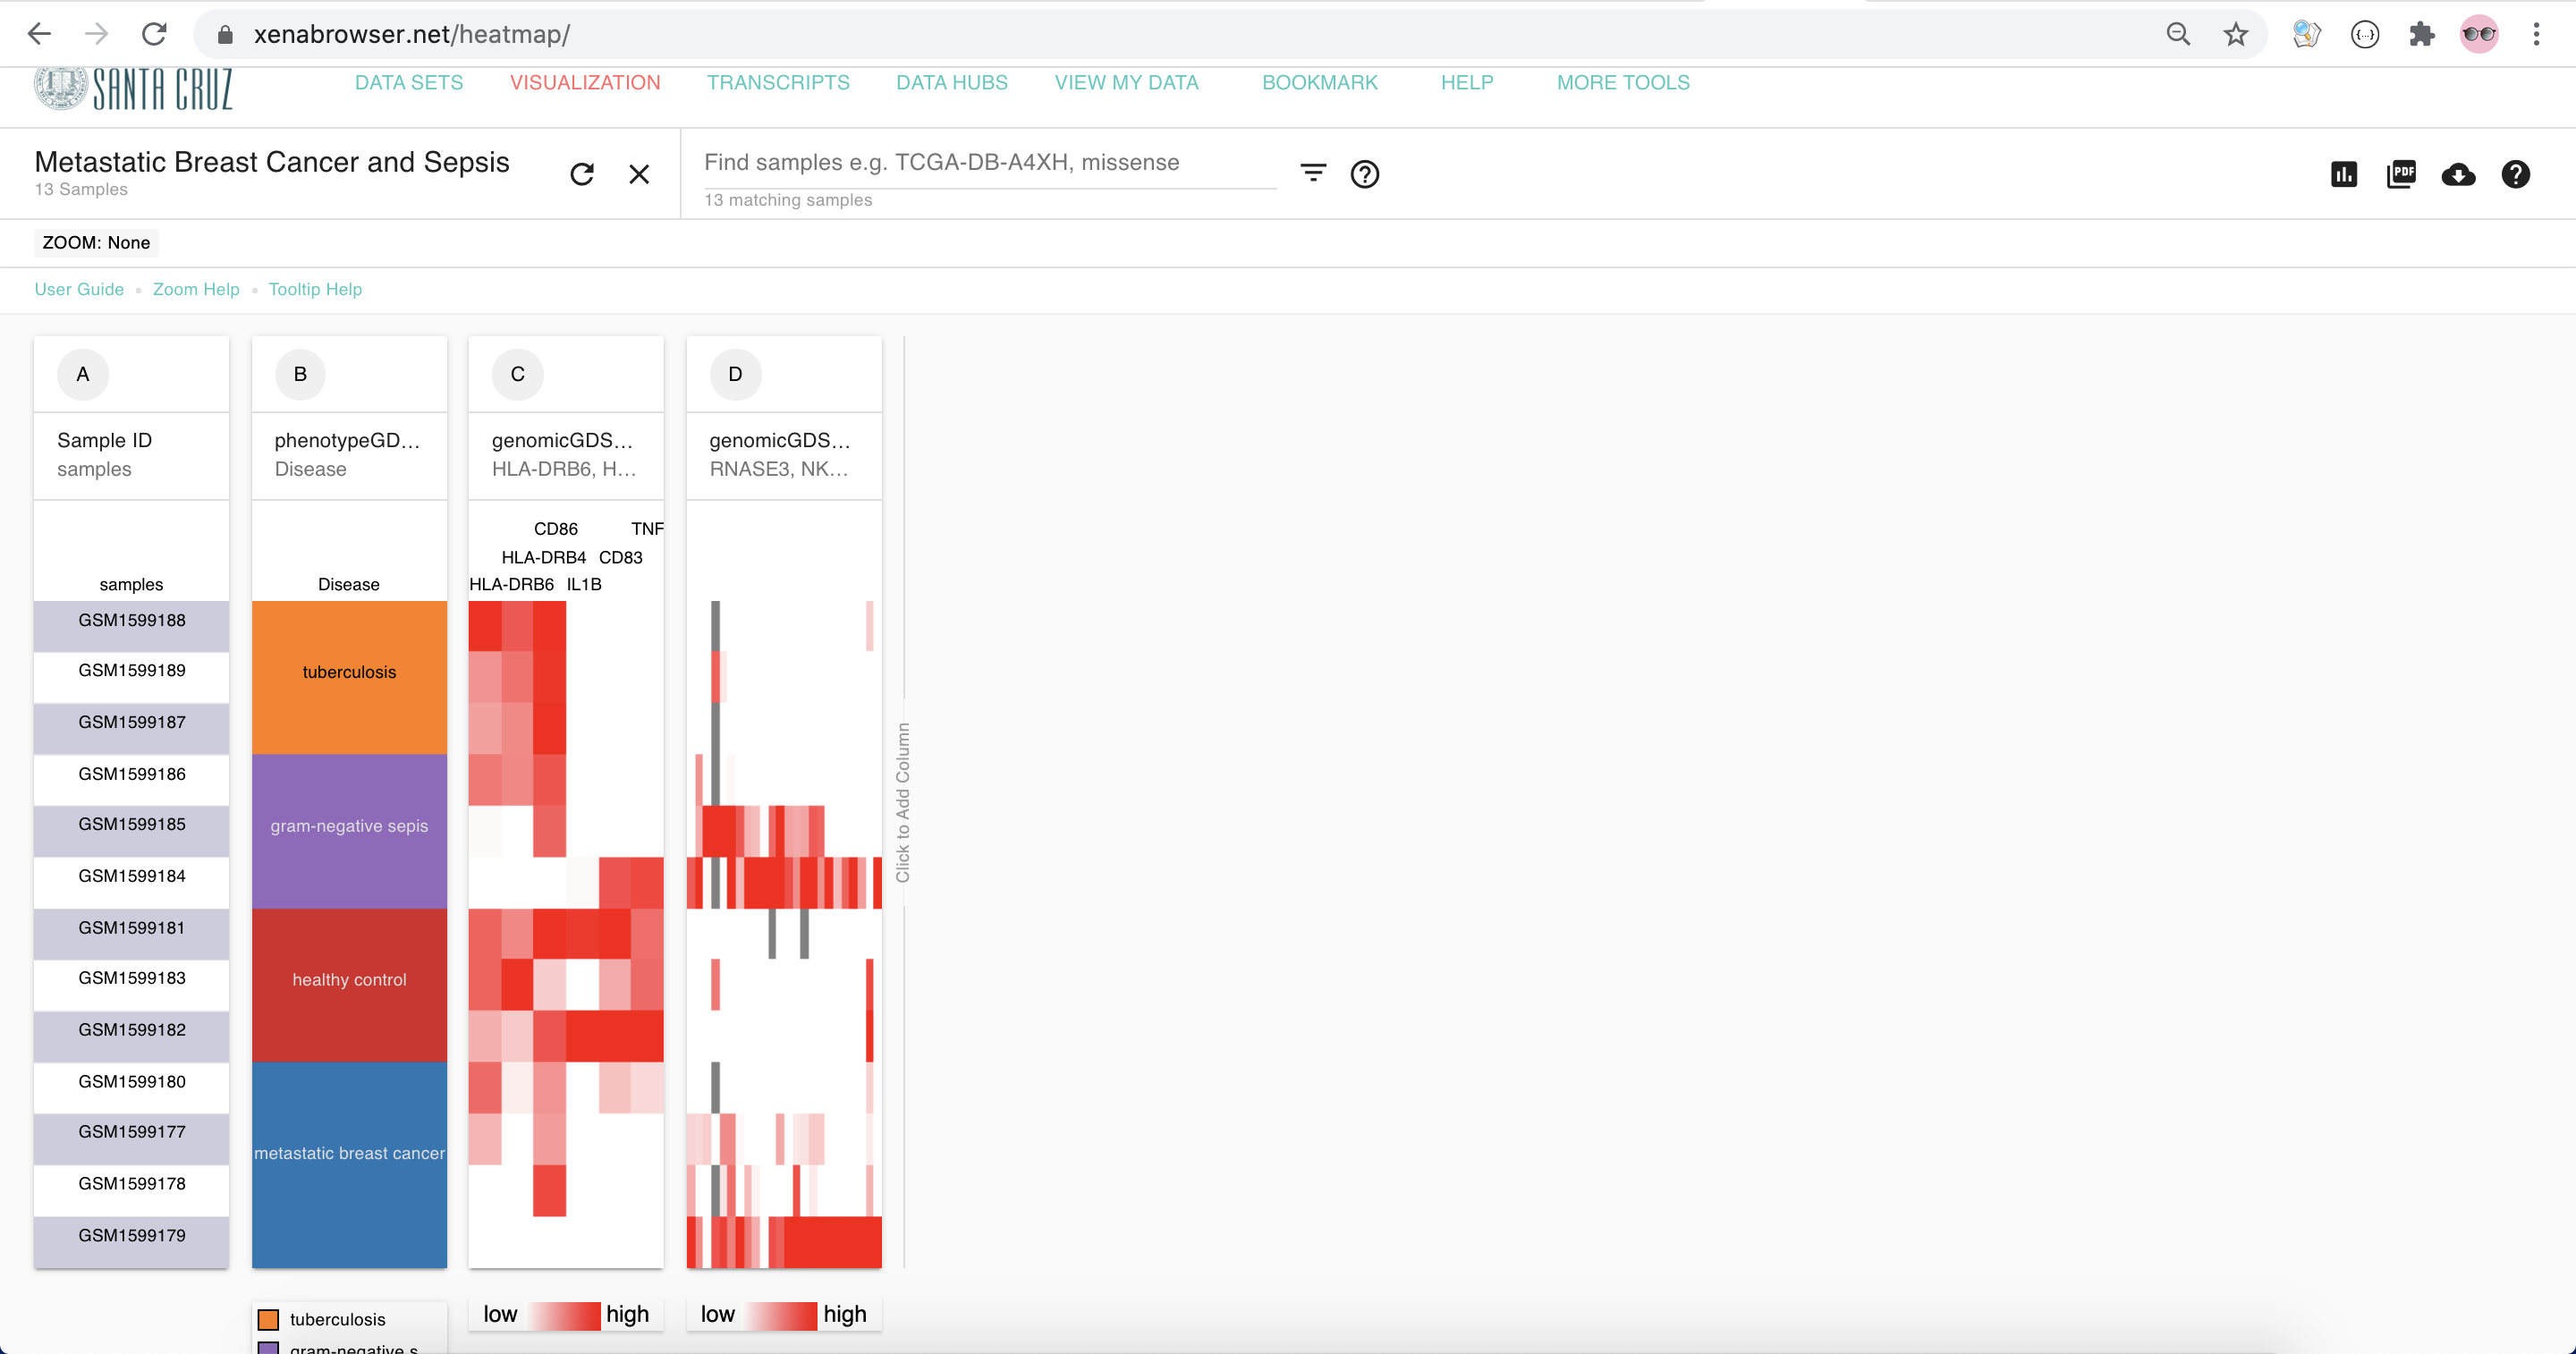 xenabrowser.net/heatmap/
SANTA CRUZ
DATA SETS VISUALIZATION TRANSCRIPTS DATA HUBS VIEW MY DATA BOOKMARK HELP MORE TOOLS
Metastatic Breast Cancer and Sepsis
13 Samples
Find samples e.g. TCGA-DB-A4XH, missense
13 matching samples
PDF
ZOOM: None
User Guide Zoom Help Tooltip Help
A B C D
Sample ID phenotypeGD... genomicGDS... genomicGDS...
samples Disease HLA-DRB6, H... RNASE3, NK...
CD86 TNF
HLA-DRB4 CD83
samples Disease HLA-DRB6 IL1B
GSM1599188
GSM1599189
tuberculosis
GSM1599187
GSM1599186
GSM1599185
gram-negative sepis
GSM1599184
GSM1599181
GSM1599183
healthy control
GSM1599182
GSM1599180
GSM1599177
metastatic breast cancer
GSM1599178
GSM1599179
Click to Add Column
low high low high
tuberculosis
gram-negative s